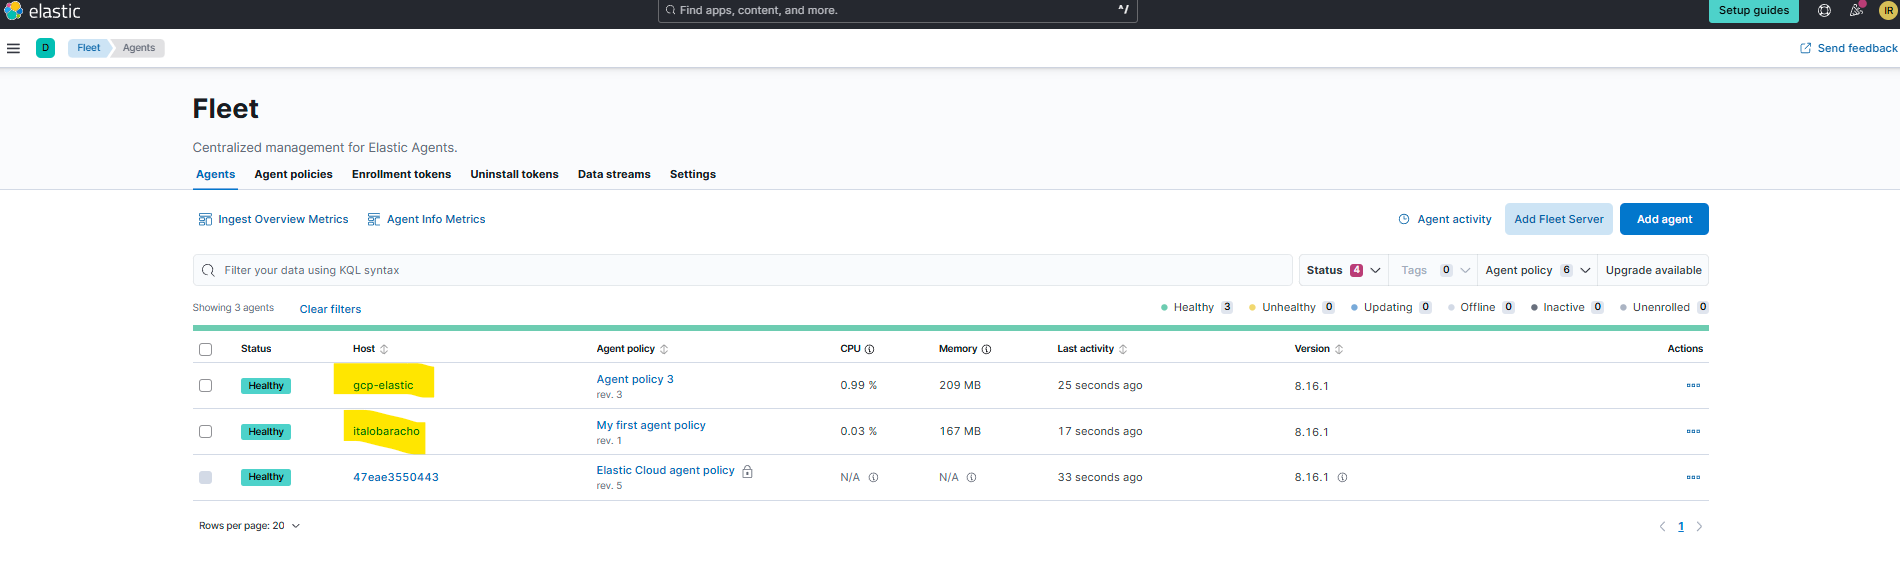 elastic
Find apps, content, and more.
^/
Setup guides
IR
D
Fleet
Agents
Send feedback
Fleet
Centralized management for Elastic Agents.
Agents Agent policies Enrollment tokens Uninstall tokens Data streams Settings
Ingest Overview Metrics Agent Info Metrics
Agent activity Add Fleet Server Add agent
Filter your data using KQL syntax
Status 4 Tags 0 Agent policy 6 Upgrade available
Showing 3 agents Clear filters
Healthy 3 Unhealthy 0 Updating 0 Offline 0 Inactive 0 Unenrolled 0
Status Host Agent policy CPU Memory Last activity Version Actions
Healthy gcp-elastic Agent policy 3 0.99 % 209 MB 25 seconds ago 8.16.1
rev. 3
Healthy italobaracho My first agent policy 0.03 % 167 MB 17 seconds ago 8.16.1
rev. 1
Healthy 47eae3550443 Elastic Cloud agent policy N/A N/A 33 seconds ago 8.16.1
rev. 5
Rows per page: 20
1